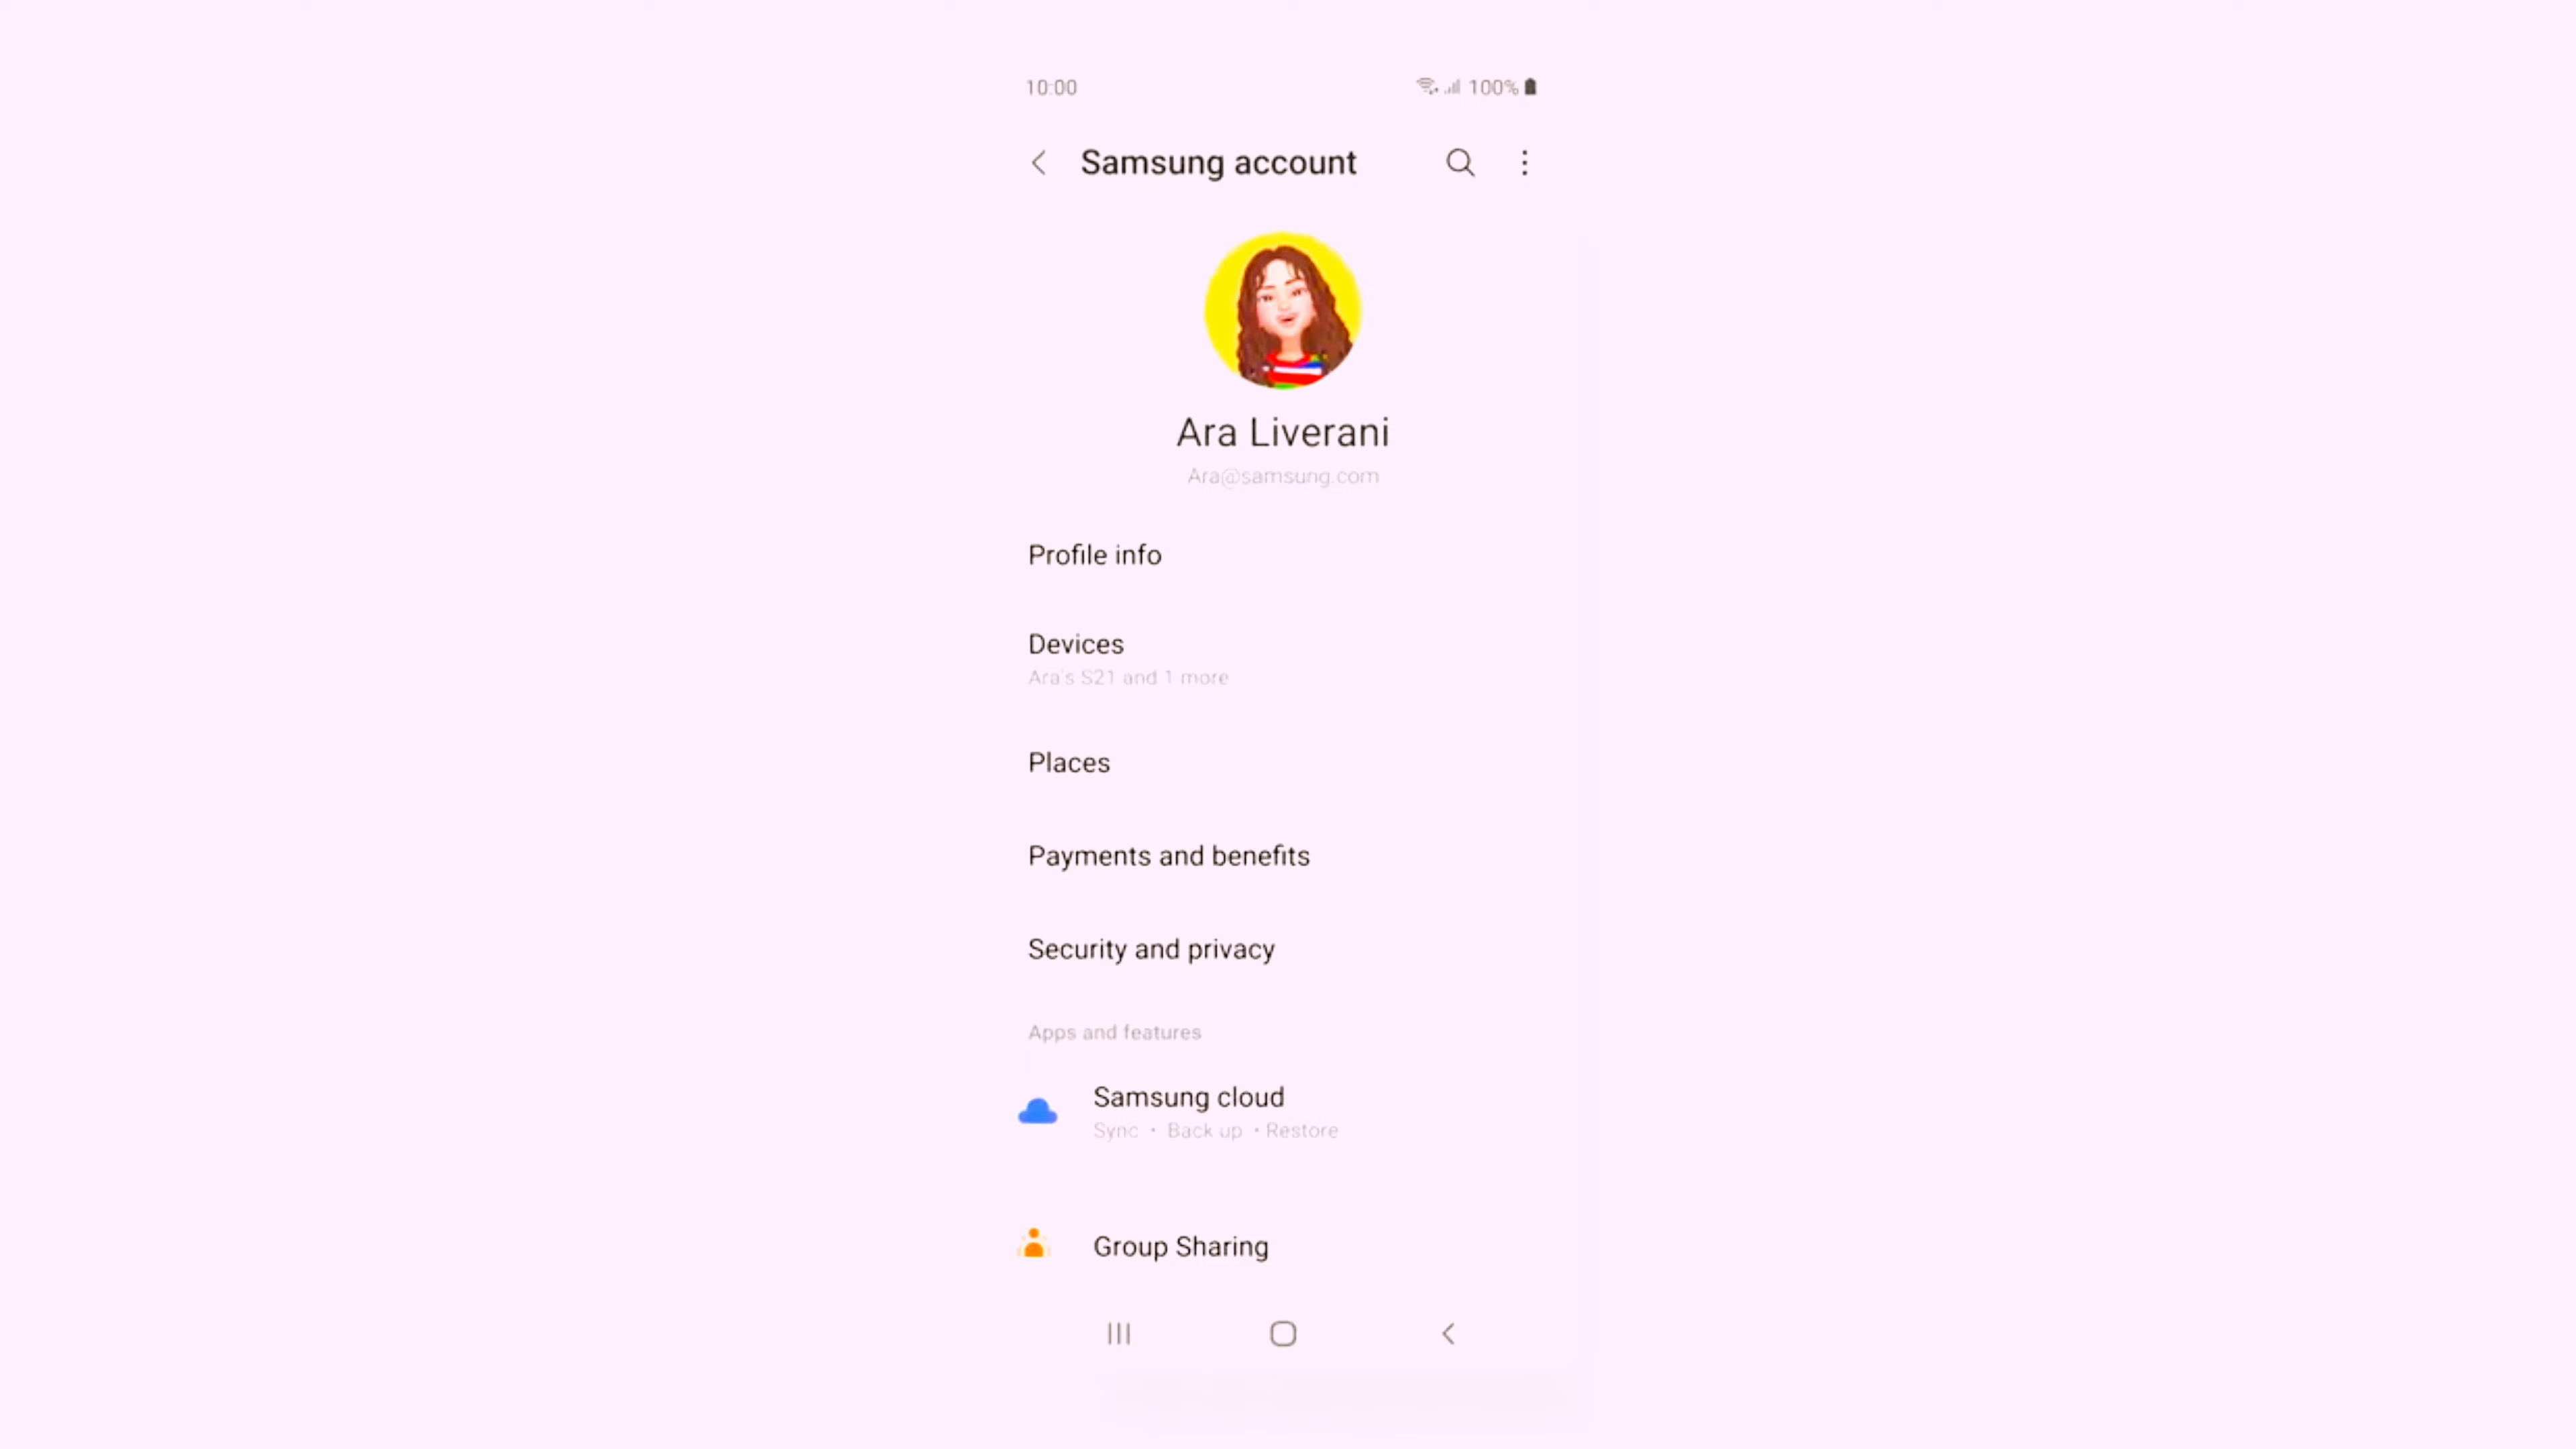 10:00 100%
Samsung account
Ara Liverani
Ara@samsung.com
Profile info
Devices
Ara's S21 and 1 more
Places
Payments and benefits
Security and privacy
Apps and features
Samsung cloud
Sync • Back up • Restore
Group Sharing